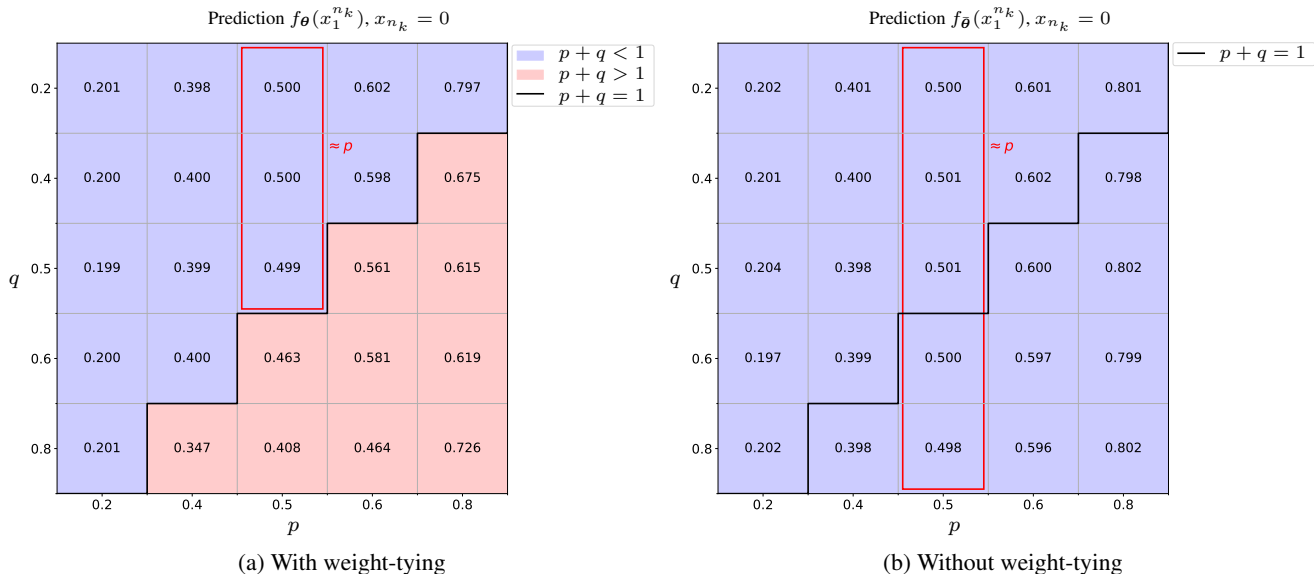 Prediction f_θ(x_1^{n_k}), x_{n_k} = 0
p + q < 1
p + q > 1
p + q = 1
0.2 0.201 0.398 0.500 0.602 0.797
≈ p
0.4 0.200 0.400 0.500 0.598 0.675
q 0.5 0.199 0.399 0.499 0.561 0.615
0.6 0.200 0.400 0.463 0.581 0.619
0.8 0.201 0.347 0.408 0.464 0.726
0.2 0.4 0.5 0.6 0.8
p
(a) With weight-tying
Prediction f_θ̄(x_1^{n_k}), x_{n_k} = 0
p + q = 1
0.2 0.202 0.401 0.500 0.601 0.801
≈ p
0.4 0.201 0.400 0.501 0.602 0.798
q 0.5 0.204 0.398 0.501 0.600 0.802
0.6 0.197 0.399 0.500 0.597 0.799
0.8 0.202 0.398 0.498 0.596 0.802
0.2 0.4 0.5 0.6 0.8
p
(b) Without weight-tying